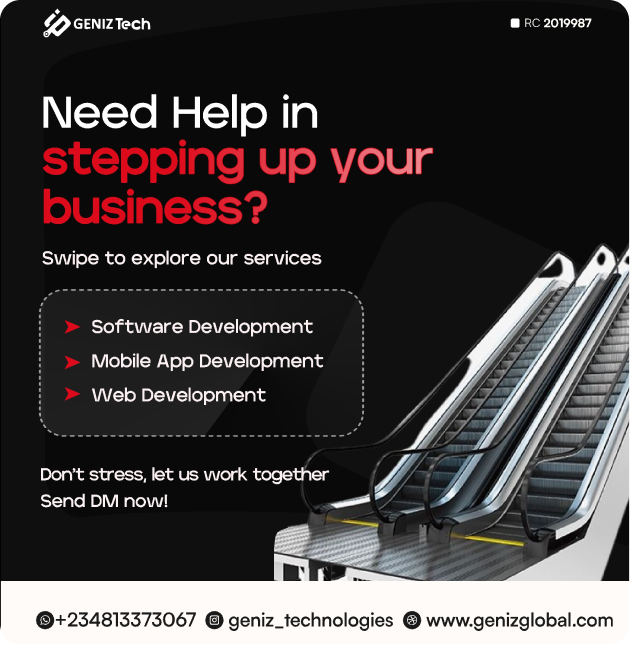 GENIZ Tech
RC 2019987
Need Help in
stepping up your
business?
Swipe to explore our services
Software Development
Mobile App Development
Web Development
Don't stress, let us work together
Send DM now!
+234813373067 geniz_technologies www.genizglobal.com